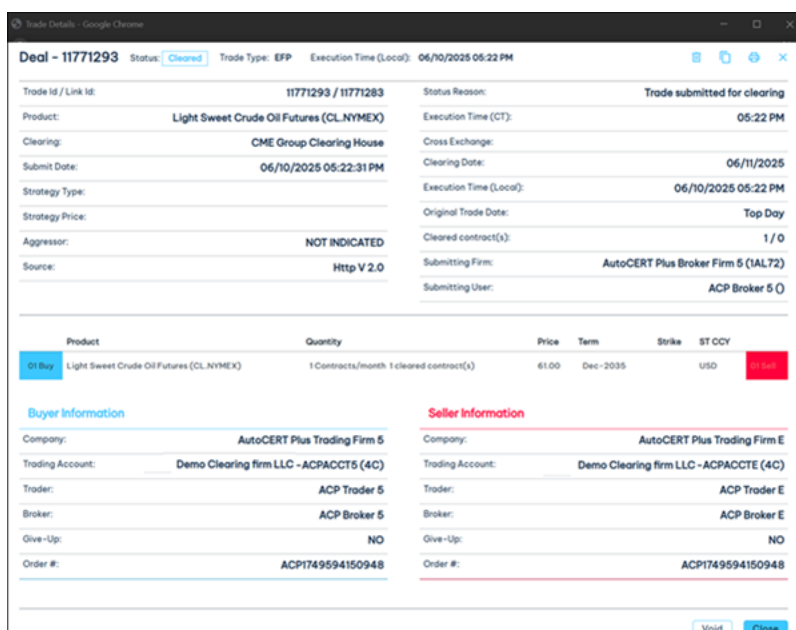 Trade Details - Google Chrome
Deal - 11771293 Status: Cleared Trade Type: EFP Execution Time (Local): 06/10/2025 05:22 PM
Trade Id / Link Id: 11771293 / 11771283
Status Reason: Trade submitted for clearing
Product: Light Sweet Crude Oil Futures (CL.NYMEX)
Execution Time (CT): 05:22 PM
Clearing: CME Group Clearing House
Cross Exchange:
Submit Date: 06/10/2025 05:22:31 PM
Clearing Date: 06/11/2025
Strategy Type:
Execution Time (Local): 06/10/2025 05:22 PM
Strategy Price:
Original Trade Date: Top Day
Aggressor: NOT INDICATED
Cleared contract(s): 1 / 0
Source: Http V 2.0
Submitting Firm: AutoCERT Plus Broker Firm 5 (1AL72)
Submitting User: ACP Broker 5 ()
Product Quantity Price Term Strike ST CCY
01 Buy Light Sweet Crude Oil Futures (CL.NYMEX) 1 Contracts/month 1 cleared contract(s) 61.00 Dec-2035 USD 01 Sell
Buyer Information
Company: AutoCERT Plus Trading Firm 5
Trading Account: Demo Clearing firm LLC -ACPACCT5 (4C)
Trader: ACP Trader 5
Broker: ACP Broker 5
Give-Up: NO
Order #: ACP1749594150948
Seller Information
Company: AutoCERT Plus Trading Firm E
Trading Account: Demo Clearing firm LLC -ACPACCTE (4C)
Trader: ACP Trader E
Broker: ACP Broker E
Give-Up: NO
Order #: ACP1749594150948
Void Close